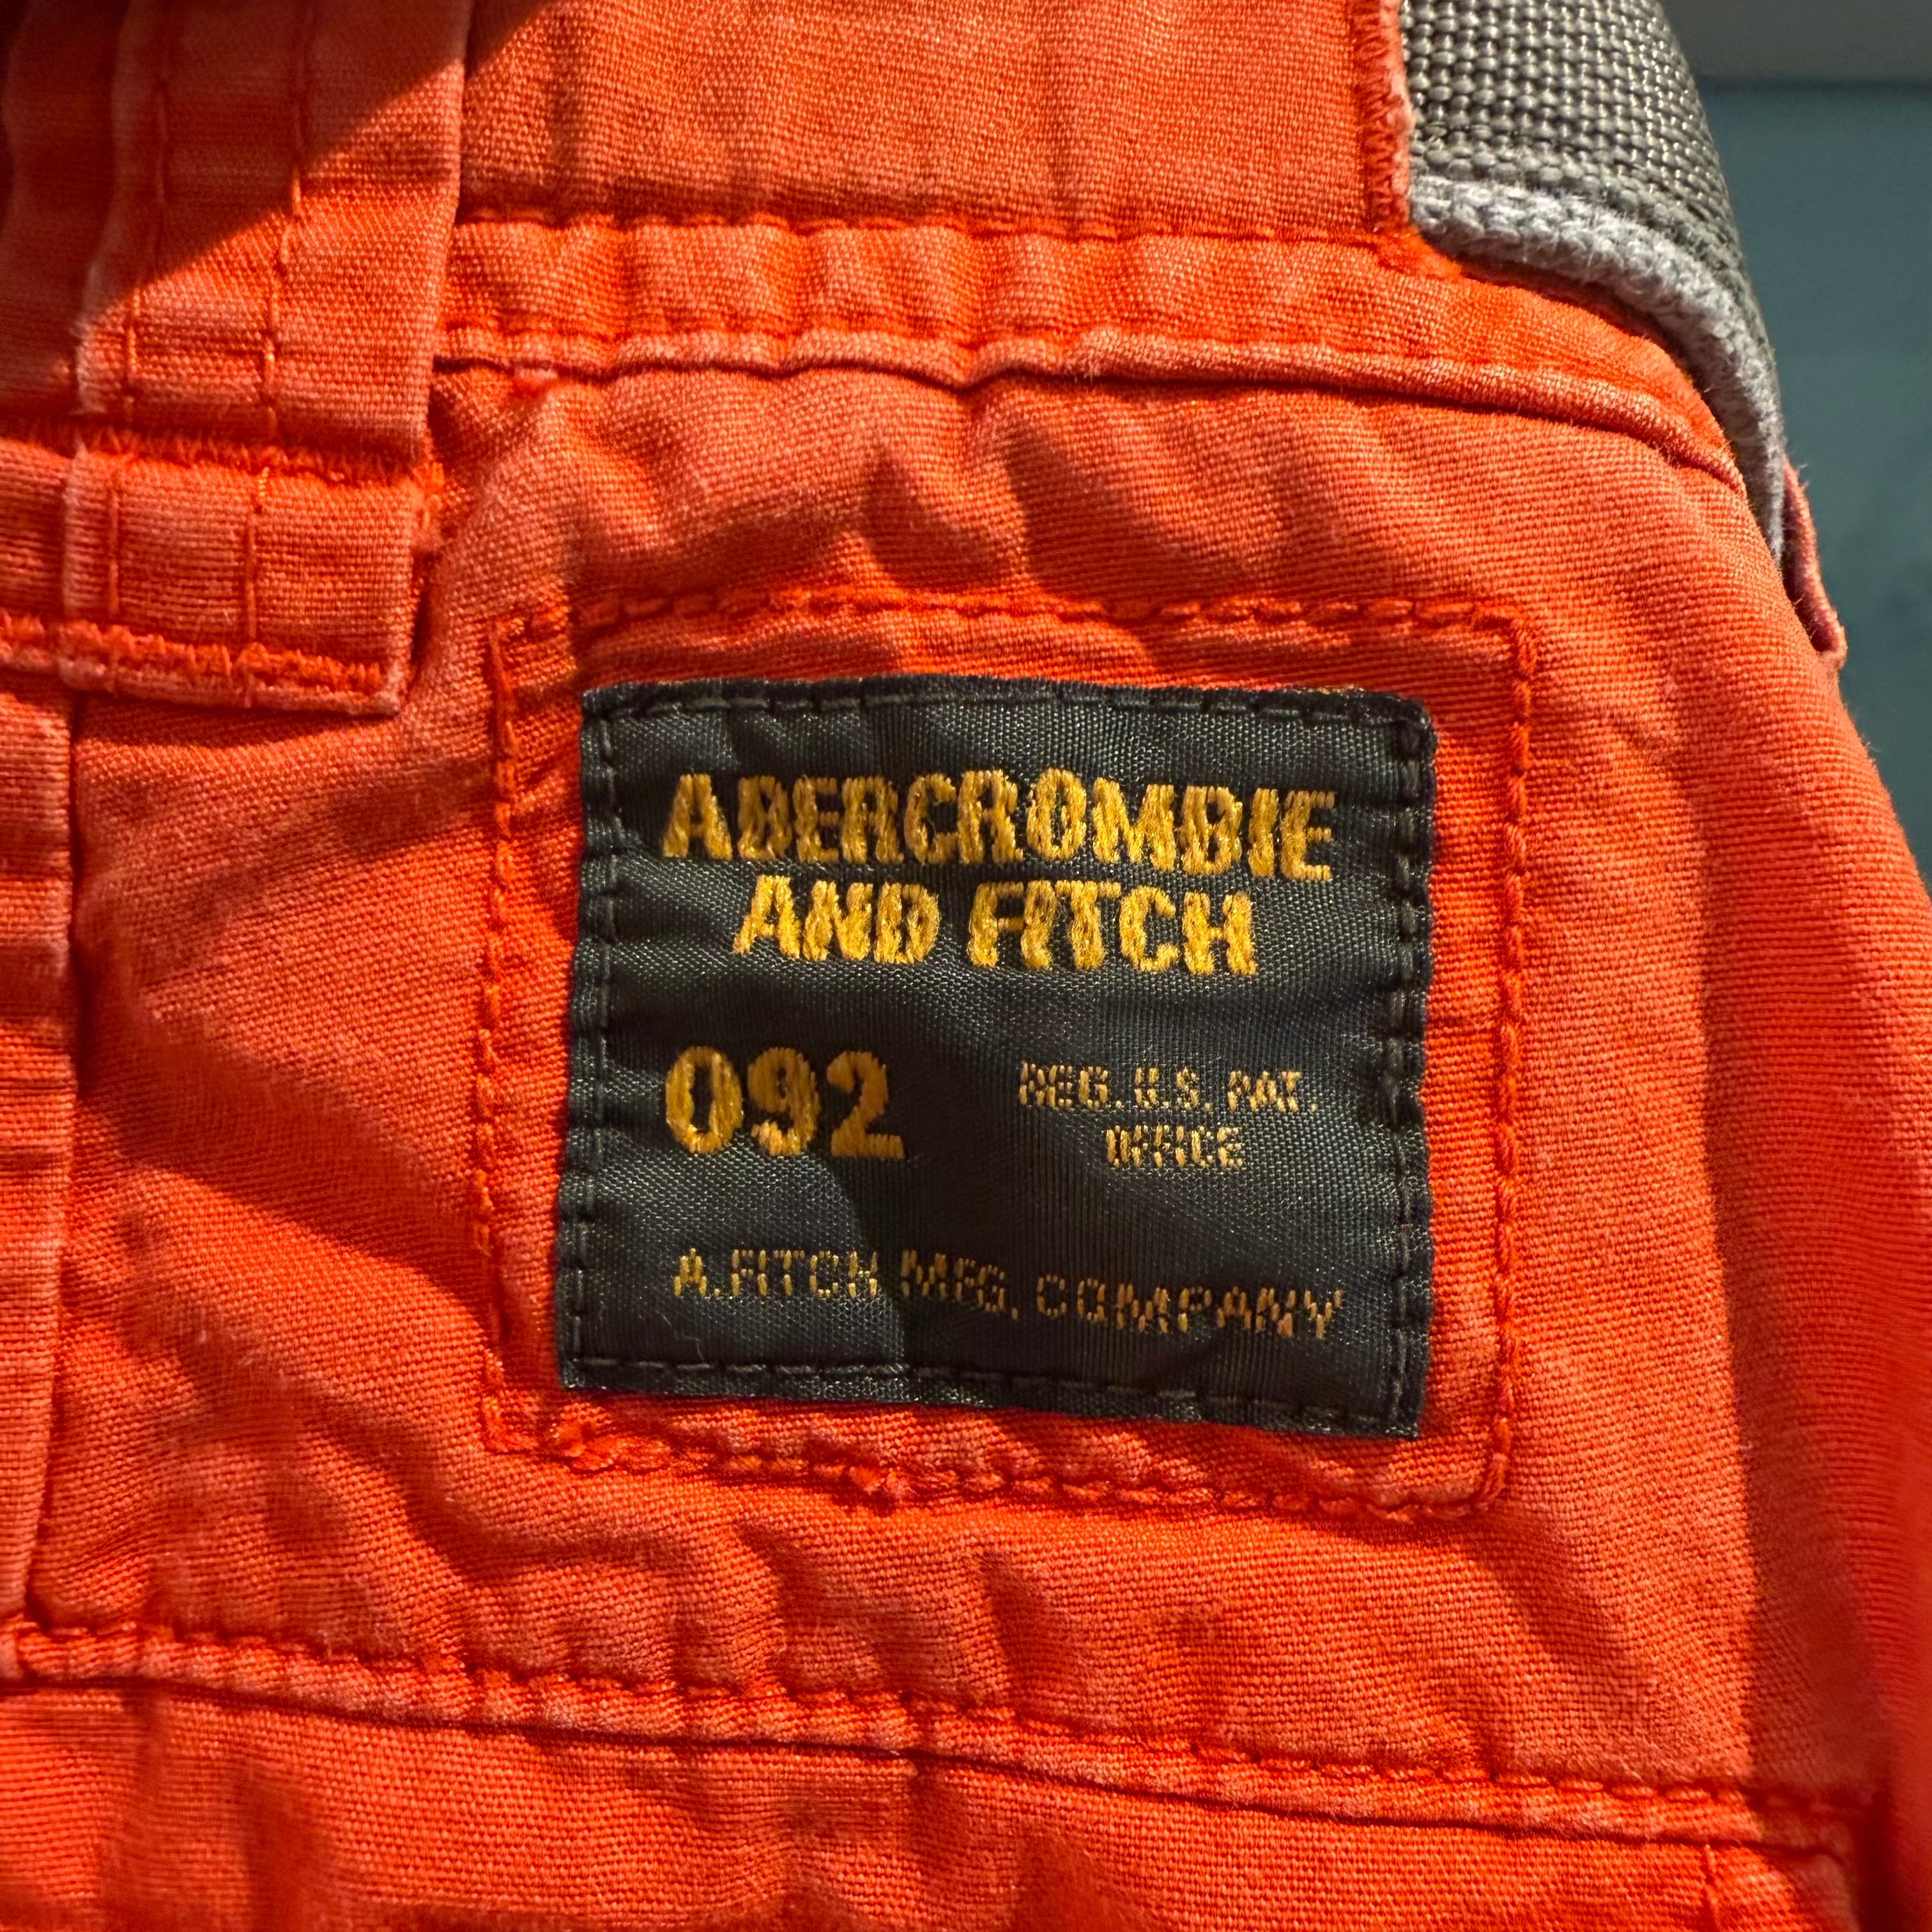 ABERCROMBIE
AND FITCH
092
REG. U.S. PAT.
OFFICE
A.FITCH MFG. COMPANY